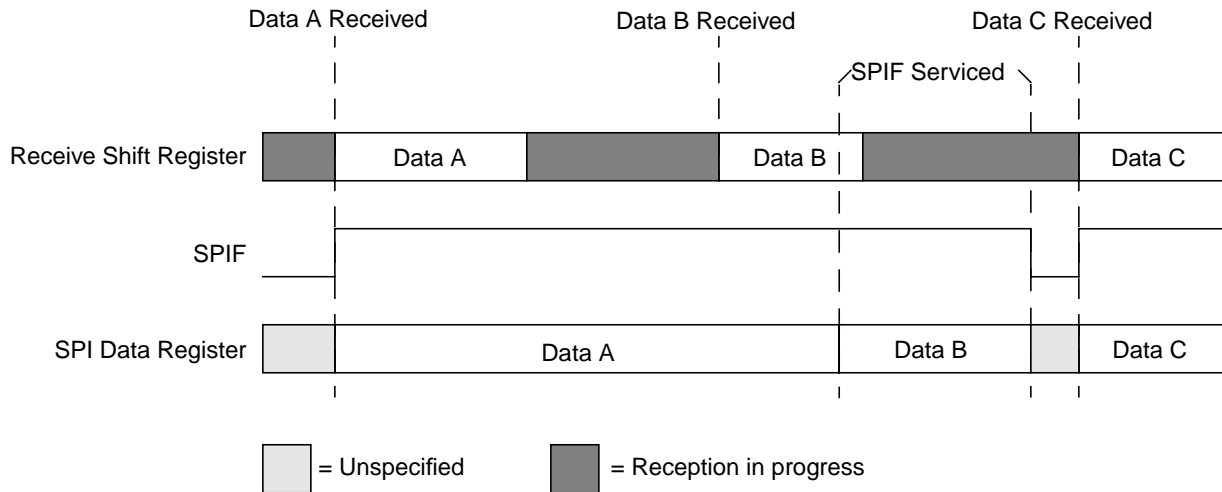 Data A Received
Data B Received
Data C Received
SPIF Serviced
Receive Shift Register
Data A
Data B
Data C
SPIF
SPI Data Register
Data A
Data B
Data C
= Unspecified
= Reception in progress